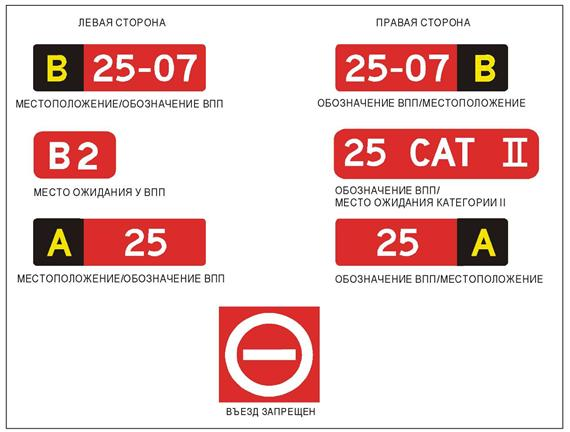 ЛЕВАЯ СТОРОНА
ПРАВАЯ СТОРОНА
B 25-07
25-07 B
МЕСТОПОЛОЖЕНИЕ/ОБОЗНАЧЕНИЕ ВПП
ОБОЗНАЧЕНИЕ ВПП/МЕСТОПОЛОЖЕНИЕ
B2
25 CAT II
МЕСТО ОЖИДАНИЯ У ВПП
ОБОЗНАЧЕНИЕ ВПП/
МЕСТО ОЖИДАНИЯ КАТЕГОРИИ II
A 25
25 A
МЕСТОПОЛОЖЕНИЕ/ОБОЗНАЧЕНИЕ ВПП
ОБОЗНАЧЕНИЕ ВПП/МЕСТОПОЛОЖЕНИЕ
ВЪЕЗД ЗАПРЕЩЕН